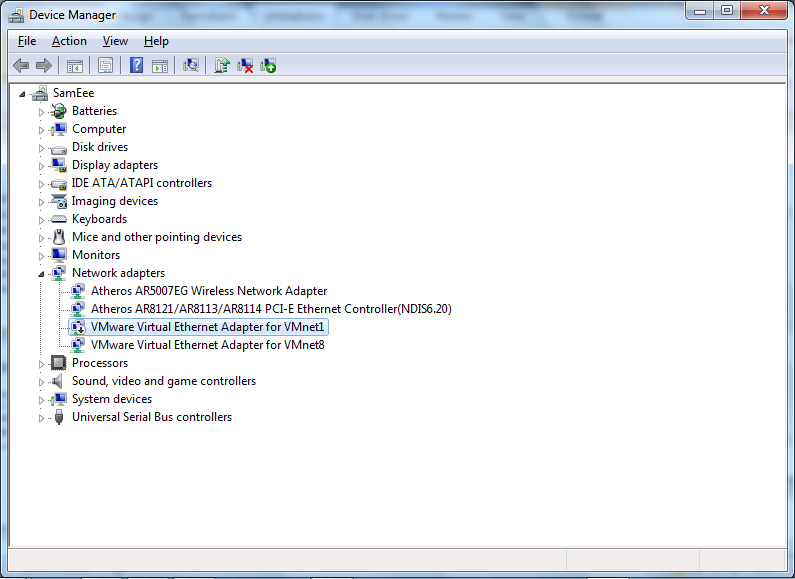 Device Manager
File Action View Help
SamEee
Batteries
Computer
Disk drives
Display adapters
IDE ATA/ATAPI controllers
Imaging devices
Keyboards
Mice and other pointing devices
Monitors
Network adapters
Atheros AR5007EG Wireless Network Adapter
Atheros AR8121/AR8113/AR8114 PCI-E Ethernet Controller(NDIS6.20)
VMware Virtual Ethernet Adapter for VMnet1
VMware Virtual Ethernet Adapter for VMnet8
Processors
Sound, video and game controllers
System devices
Universal Serial Bus controllers